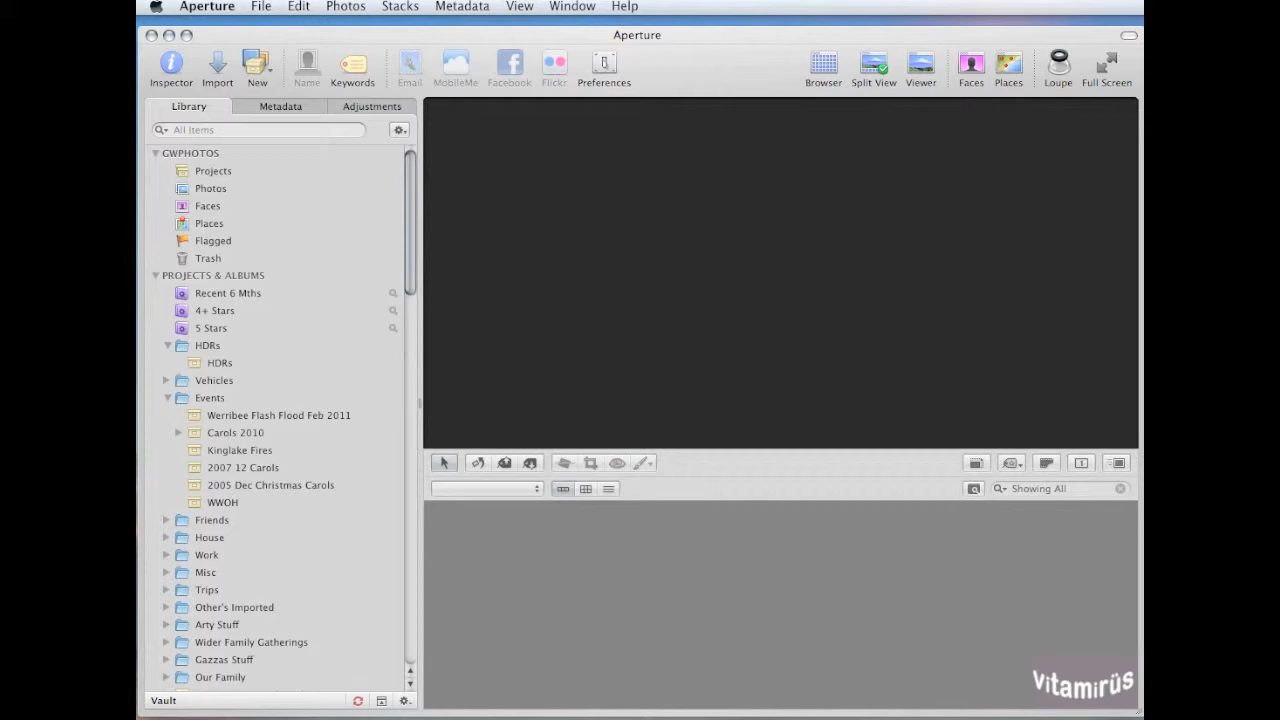 Aperture File Edit Photos Stacks Metadata View Window Help
Aperture
Inspector Import New Name Keywords Email MobileMe Facebook Flickr Preferences Browser Split View Viewer Faces Places Loupe Full Screen
Library Metadata Adjustments
All Items
GWPHOTOS
Projects
Photos
Faces
Places
Flagged
Trash
PROJECTS & ALBUMS
Recent 6 Mths
4+ Stars
5 Stars
HDRs
HDRs
Vehicles
Events
Werribee Flash Flood Feb 2011
Carols 2010
Kinglake Fires
2007 12 Carols
2005 Dec Christmas Carols
WWOH
Friends
House
Work
Misc
Trips
Other's Imported
Arty Stuff
Wider Family Gatherings
Gazzas Stuff
Our Family
Vault
1
Showing All
Vitamirüs